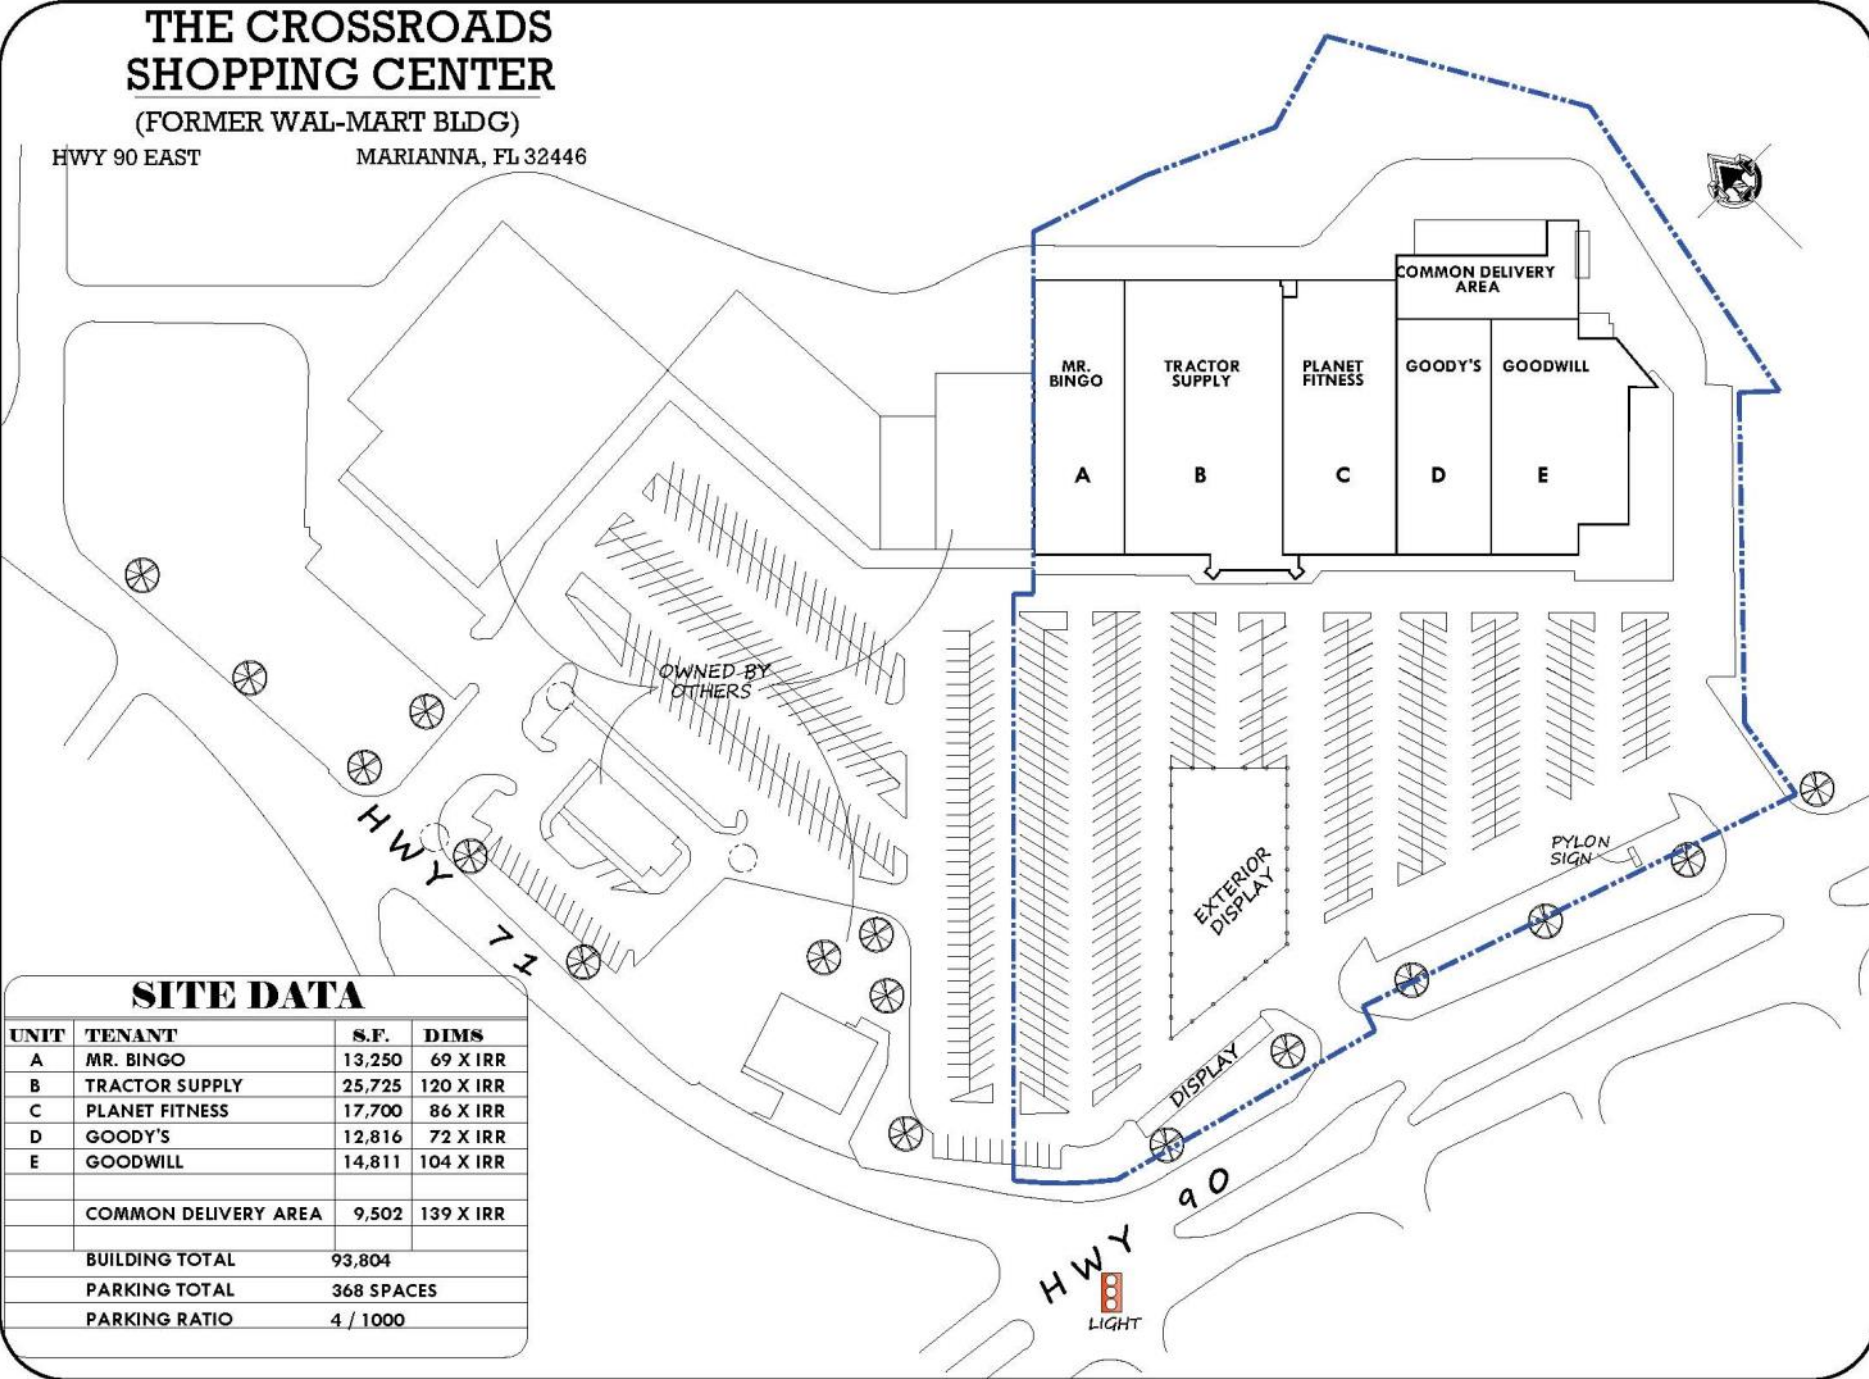 THE CROSSROADS
SHOPPING CENTER
(FORMER WAL-MART BLDG)
HWY 90 EAST MARIANNA, FL 32446
COMMON DELIVERY
AREA
MR.
BINGO
TRACTOR
SUPPLY
PLANET
FITNESS
GOODY'S
GOODWILL
A
B
C
D
E
OWNED BY
OTHERS
HWY 71
EXTERIOR
DISPLAY
PYLON
SIGN
DISPLAY
HWY 90
LIGHT
SITE DATA
UNIT TENANT S.F. DIMS
A MR. BINGO 13,250 69 X IRR
B TRACTOR SUPPLY 25,725 120 X IRR
C PLANET FITNESS 17,700 86 X IRR
D GOODY'S 12,816 72 X IRR
E GOODWILL 14,811 104 X IRR
COMMON DELIVERY AREA 9,502 139 X IRR
BUILDING TOTAL 93,804
PARKING TOTAL 368 SPACES
PARKING RATIO 4 / 1000